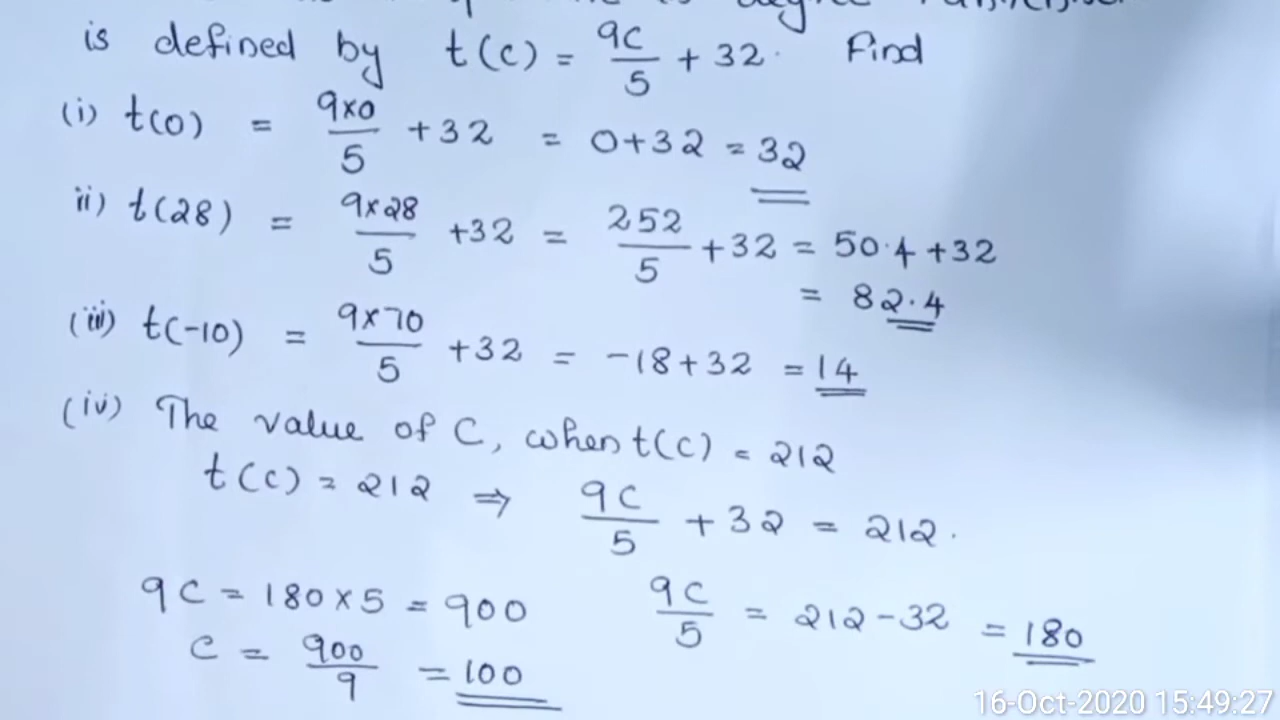 is defined by t(c) = 9C/5 + 32. Find
(i) t(0) = 9×0/5 +32 = 0+32 = 32
ii) t(28) = 9×28/5 +32 = 252/5 +32 = 50.4 +32
= 82.4
(iii) t(-10) = 9×70/5 +32 = -18+32 = 14
(iv) The value of C, when t(c) = 212
t(c) = 212 ⇒ 9C/5 + 32 = 212.
9C = 180×5 = 900 9C/5 = 212-32 = 180
C = 900/9 = 100
16-Oct-2020 15:49:27